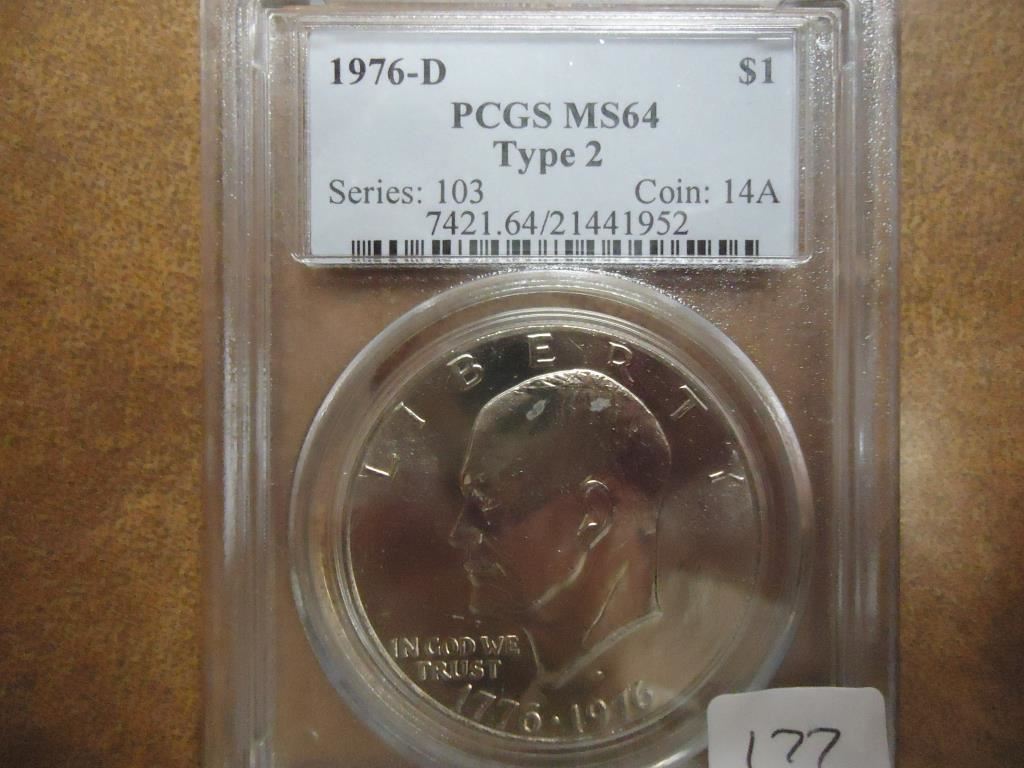 1976-D $1
PCGS MS64
Type 2
Series: 103 Coin: 14A
7421.64/21441952
LIBERTY
IN GOD WE
TRUST
1776·1976
177